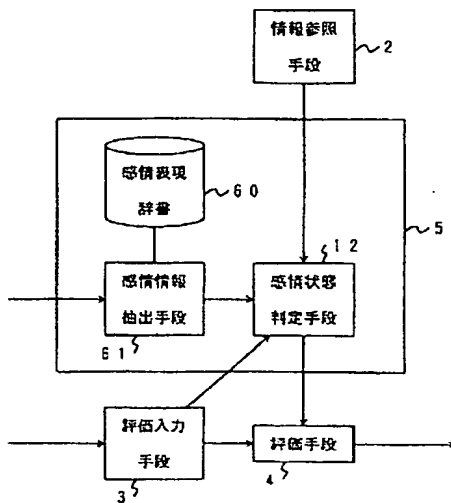 情報参照
手段
2
感情表現
辞書
60
5
12
感情情報
抽出手段
61
感情状態
判定手段
評価入力
手段
3
評価手段
4